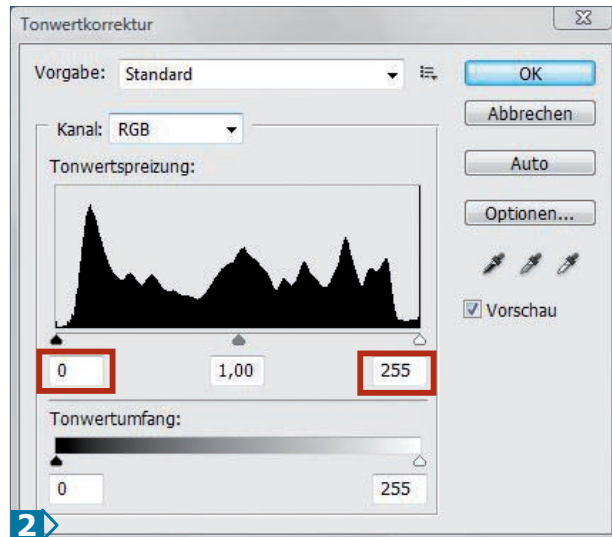 Tonwertkorrektur
Vorgabe: Standard
OK
Abbrechen
Kanal: RGB
Auto
Tonwertspreizung:
Optionen...
Vorschau
0 1,00 255
Tonwertumfang:
0 255
2